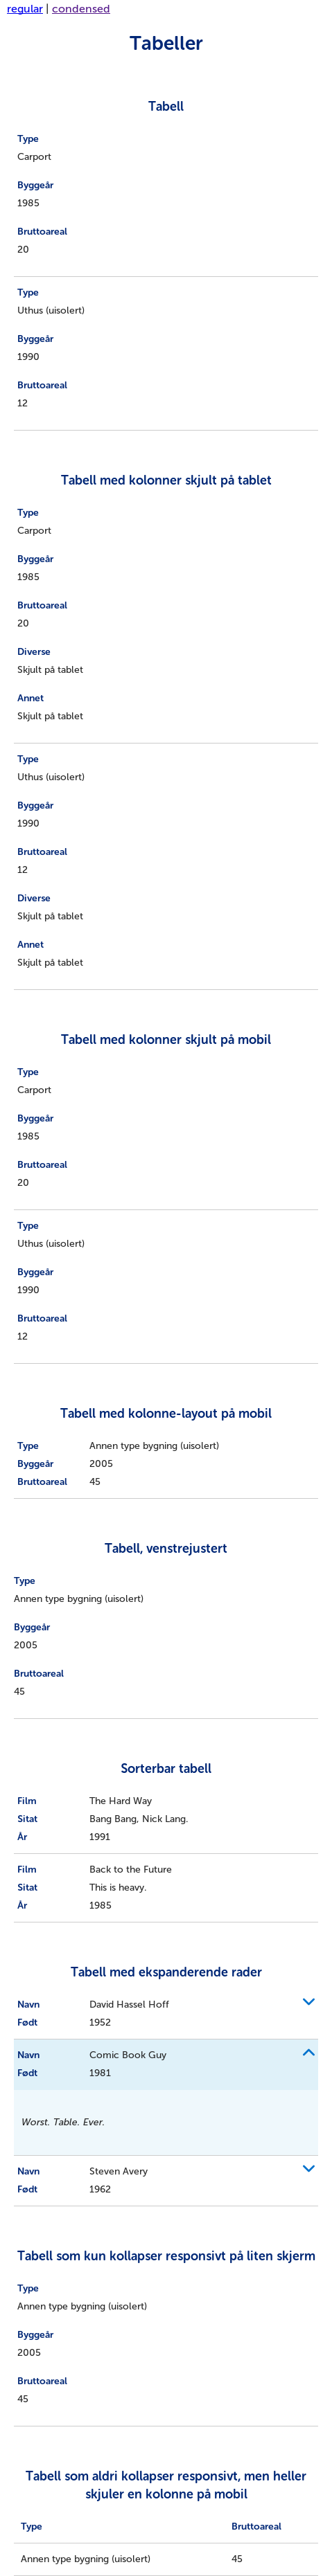 regular | condensed
Tabeller
Tabell
Type
Carport
Byggeår
1985
Bruttoareal
20
Type
Uthus (uisolert)
Byggeår
1990
Bruttoareal
12
Tabell med kolonner skjult på tablet
Type
Carport
Byggeår
1985
Bruttoareal
20
Diverse
Skjult på tablet
Annet
Skjult på tablet
Type
Uthus (uisolert)
Byggeår
1990
Bruttoareal
12
Diverse
Skjult på tablet
Annet
Skjult på tablet
Tabell med kolonner skjult på mobil
Type
Carport
Byggeår
1985
Bruttoareal
20
Type
Uthus (uisolert)
Byggeår
1990
Bruttoareal
12
Tabell med kolonne-layout på mobil
Type Annen type bygning (uisolert)
Byggeår 2005
Bruttoareal 45
Tabell, venstrejustert
Type
Annen type bygning (uisolert)
Byggeår
2005
Bruttoareal
45
Sorterbar tabell
Film The Hard Way
Sitat Bang Bang, Nick Lang.
År 1991
Film Back to the Future
Sitat This is heavy.
År 1985
Tabell med ekspanderende rader
Navn David Hassel Hoff
Født 1952
Navn Comic Book Guy
Født 1981
Worst. Table. Ever.
Navn Steven Avery
Født 1962
Tabell som kun kollapser responsivt på liten skjerm
Type
Annen type bygning (uisolert)
Byggeår
2005
Bruttoareal
45
Tabell som aldri kollapser responsivt, men heller
skjuler en kolonne på mobil
Type Bruttoareal
Annen type bygning (uisolert) 45